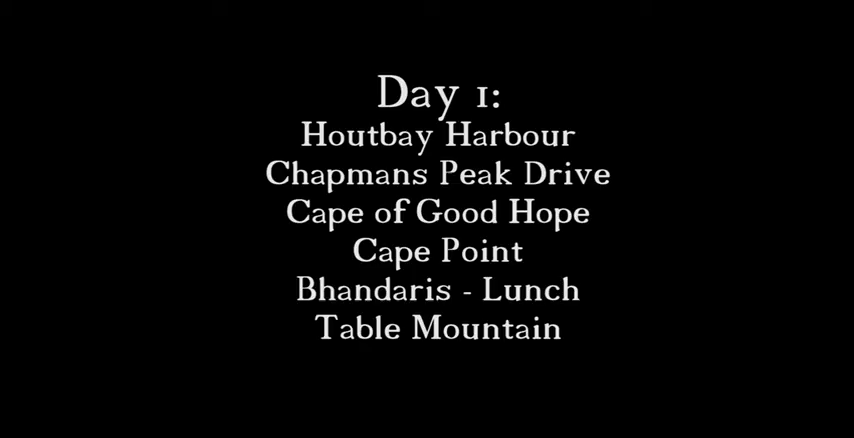 Day 1:
Houtbay Harbour
Chapmans Peak Drive
Cape of Good Hope
Cape Point
Bhandaris - Lunch
Table Mountain